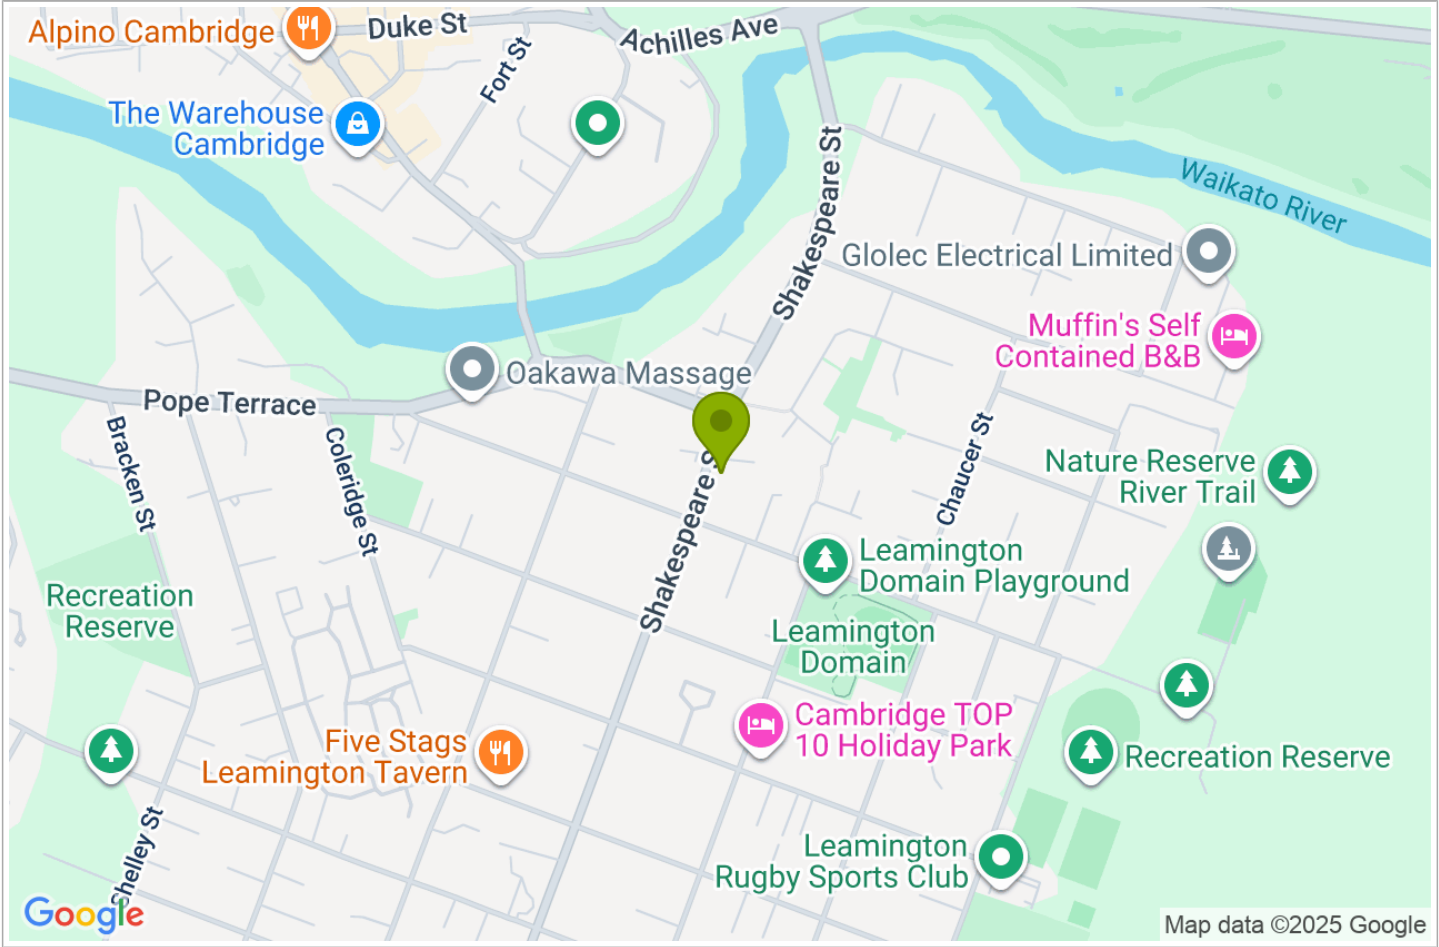 Alpino Cambridge
Duke St
Achilles Ave
Fort St
The Warehouse
Cambridge
Shakespeare St
Waikato River
Glolec Electrical Limited
Muffin's Self
Contained B&B
Oakawa Massage
Pope Terrace
Bracken St
Coleridge St
Chaucer St
Nature Reserve
River Trail
Shakespeare S
Leamington
Domain Playground
Recreation
Reserve
Leamington
Domain
Cambridge TOP
10 Holiday Park
Five Stags
Leamington Tavern
Recreation Reserve
Shelley St
Leamington
Rugby Sports Club
Google
Map data ©2025 Google